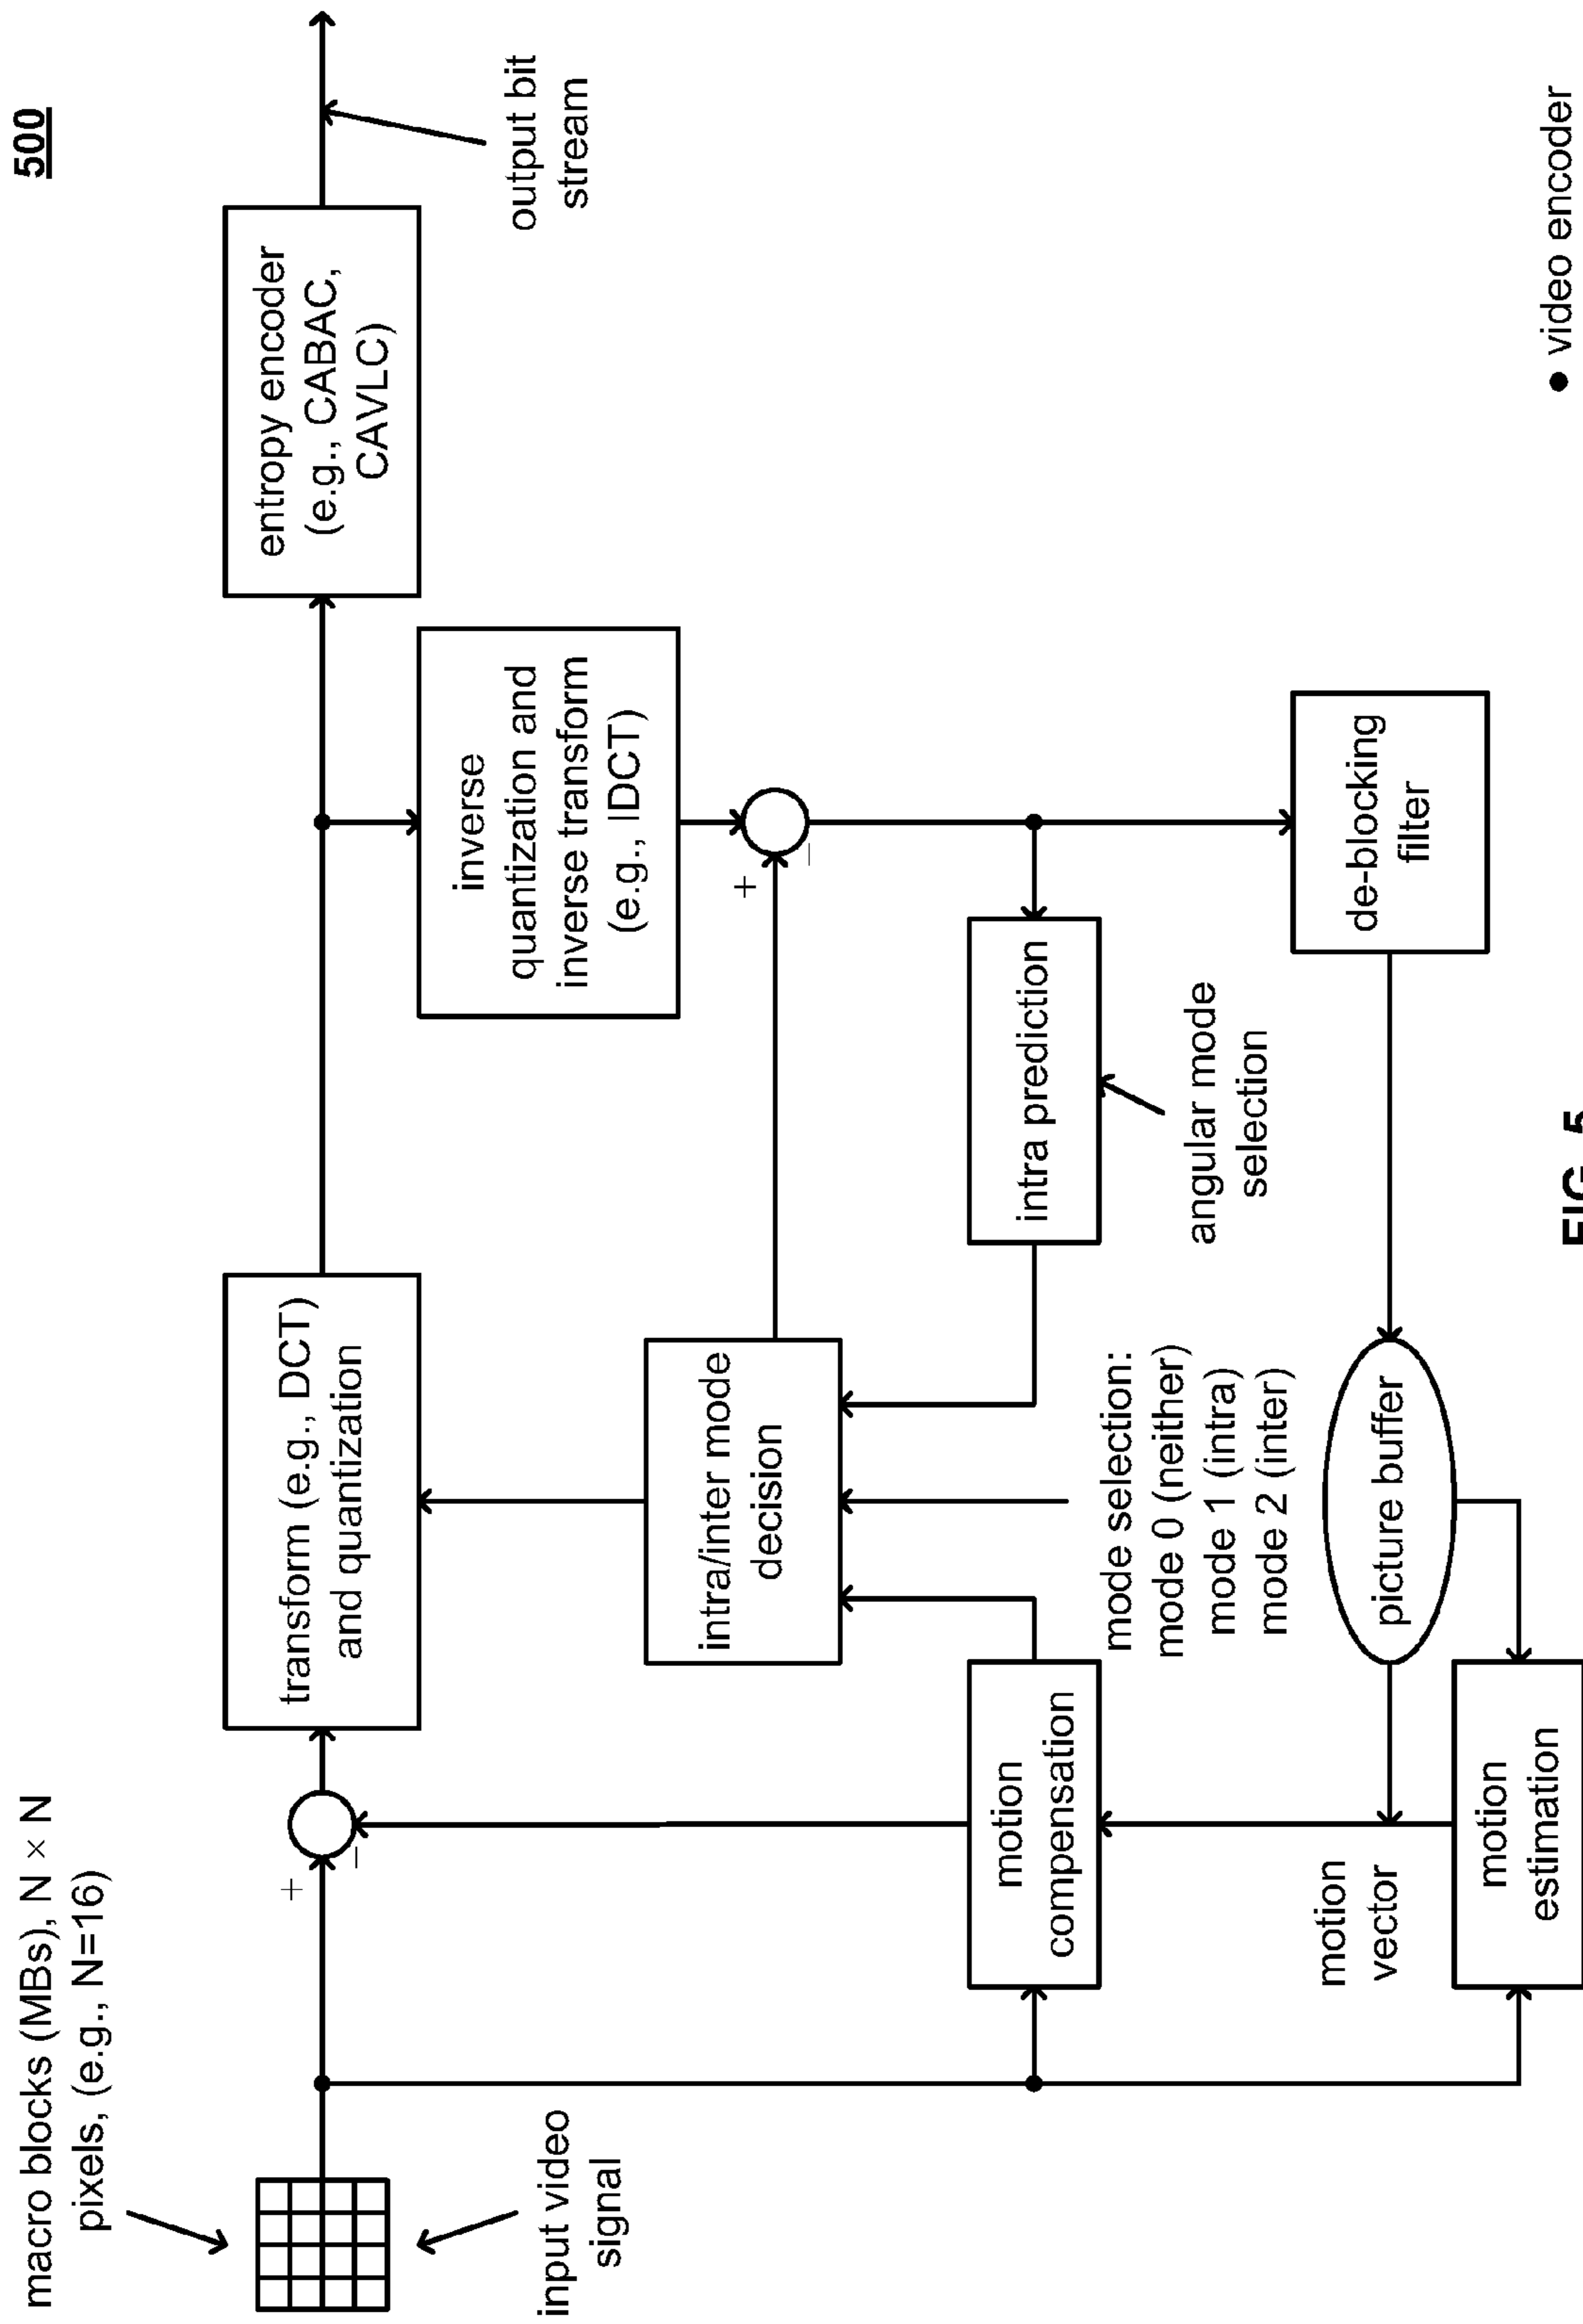 500
macro blocks (MBs), N × N
pixels, (e.g., N=16)
input video
signal
+
−
transform (e.g., DCT)
and quantization
entropy encoder
(e.g., CABAC,
CAVLC)
output bit
stream
inverse
quantization and
inverse transform
(e.g., IDCT)
+
−
intra/inter mode
decision
intra prediction
angular mode
selection
mode selection:
mode 0 (neither)
mode 1 (intra)
mode 2 (inter)
motion
compensation
motion
vector
picture buffer
de-blocking
filter
motion
estimation
FIG. 5
• video encoder